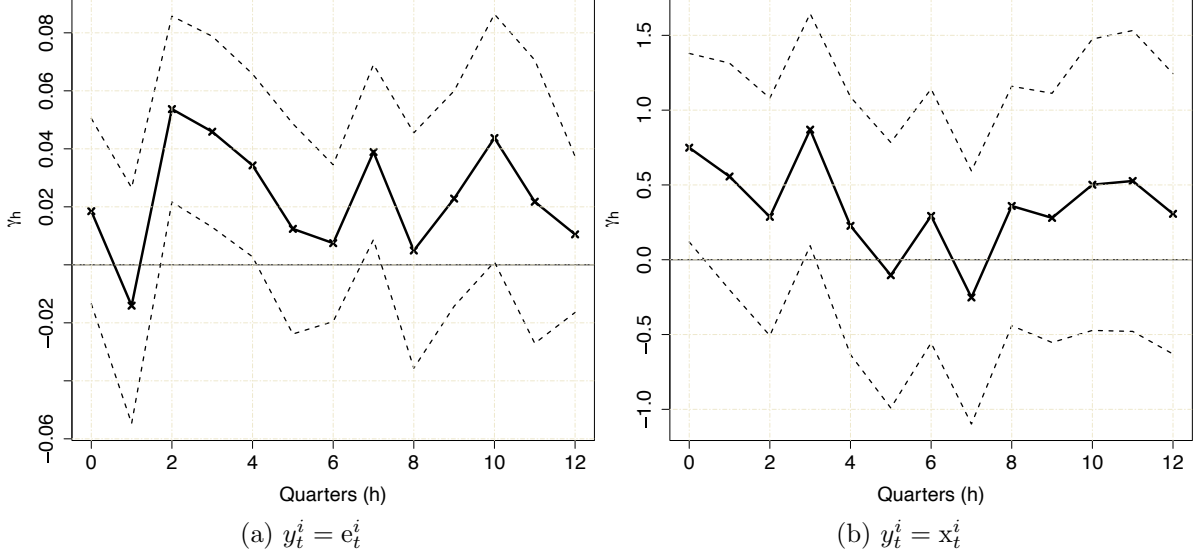 0.08
0.06
0.04
0.02
−0.02
−0.06
γh
0 2 4 6 8 10 12
Quarters (h)
(a) y_t^i = e_t^i
1.5
1.0
0.5
0.0
−0.5
−1.0
γh
0 2 4 6 8 10 12
Quarters (h)
(b) y_t^i = x_t^i